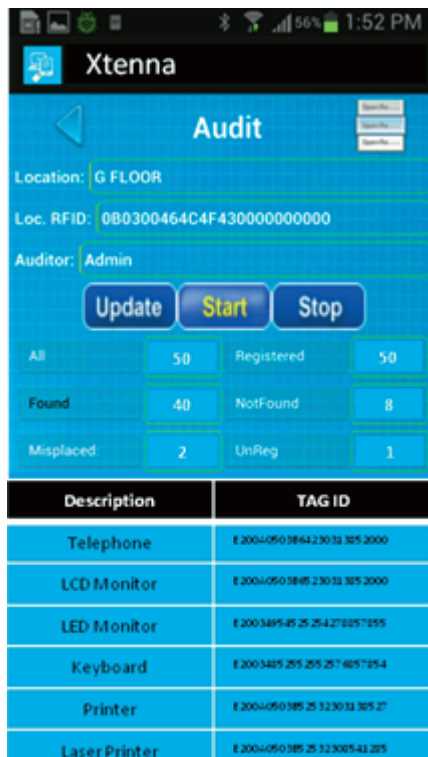 56% 1:52 PM
Xtenna
Audit
Location: G FLOOR
Loc. RFID: 0B0300464C4F430000000000
Auditor: Admin
Update Start Stop
All 50 Registered 50
Found 40 NotFound 8
Misplaced: 2 UnReg 1
Description TAG ID
Telephone
LCD Monitor
LED Monitor
Keyboard
Printer
Laser Printer